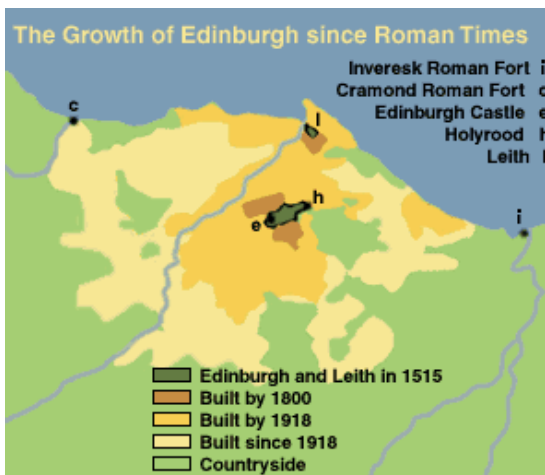 The Growth of Edinburgh since Roman Times
Inveresk Roman Fort i
Cramond Roman Fort c
Edinburgh Castle e
Holyrood h
Leith l
c
l
h
e
i
Edinburgh and Leith in 1515
Built by 1800
Built by 1918
Built since 1918
Countryside